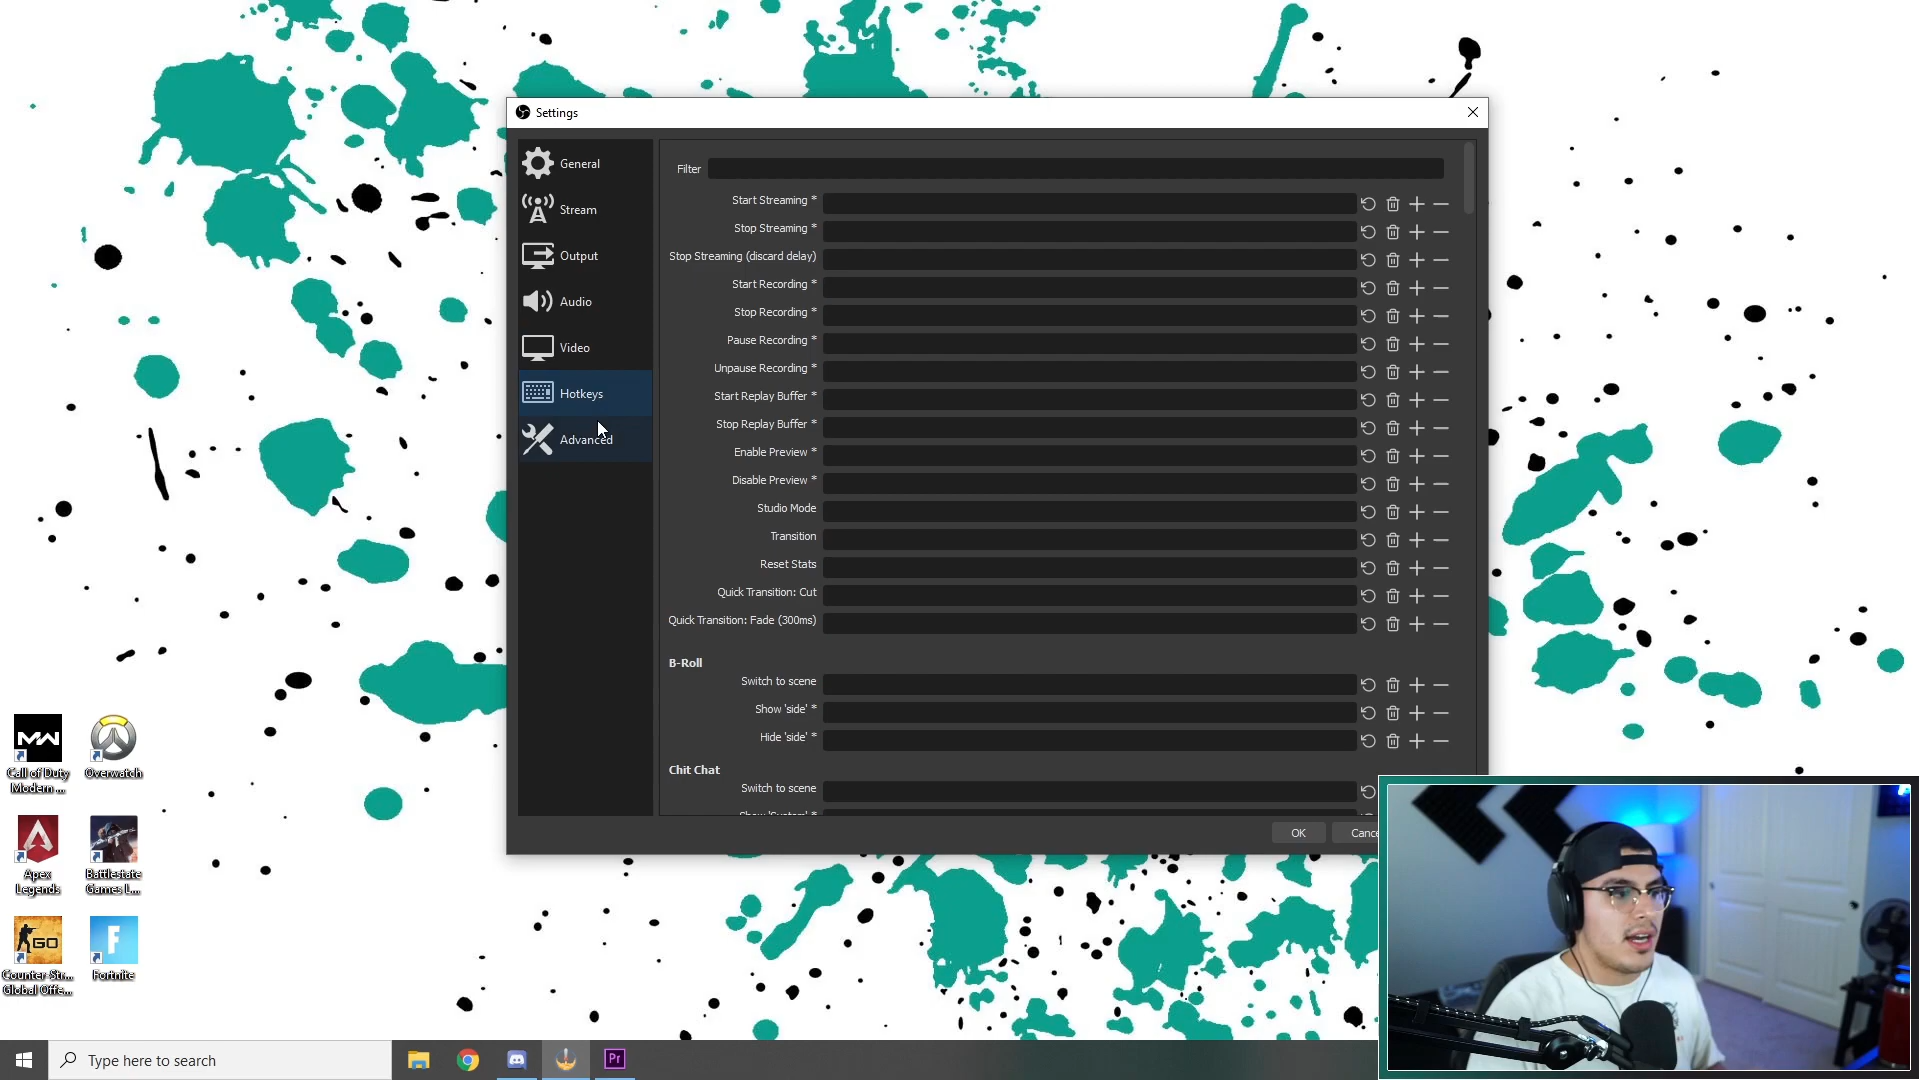 Settings
General
Stream
Output
Audio
Video
Hotkeys
Advanced
Filter
Start Streaming *
Stop Streaming *
Stop Streaming (discard delay)
Start Recording *
Stop Recording *
Pause Recording *
Unpause Recording *
Start Replay Buffer *
Stop Replay Buffer *
Enable Preview *
Disable Preview *
Studio Mode
Transition
Reset Stats
Quick Transition: Cut
Quick Transition: Fade (300ms)
B-Roll
Switch to scene
Show 'side' *
Hide 'side' *
Chit Chat
Switch to scene
OK
Cance
MW
Call of Duty
Modern ...
Overwatch
Apex
Legends
Battlestate
Games L...
GO
Counter-Str...
Global Offe...
F
Fortnite
Type here to search
Pr